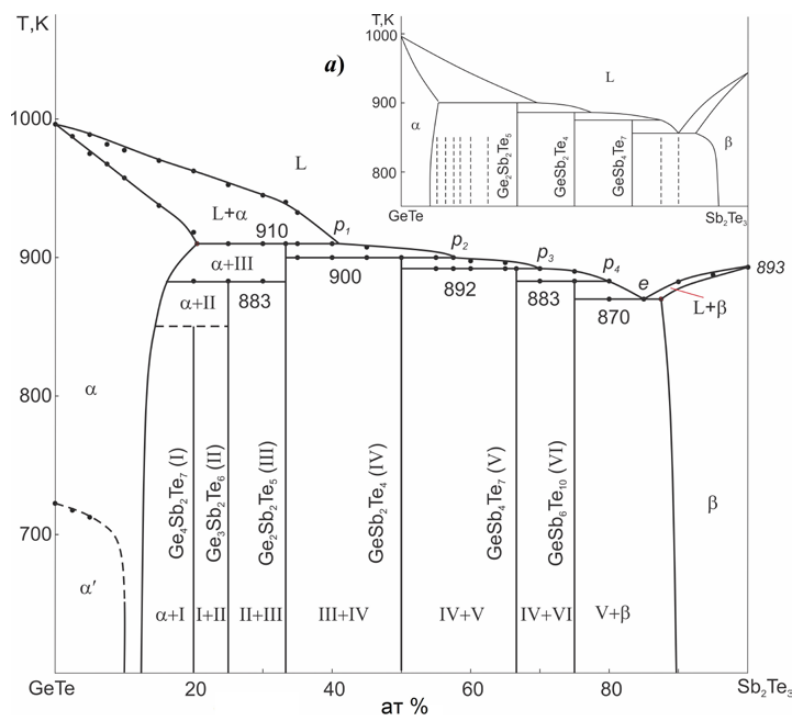 T,K
1000
900
800
700
a)
T,K
1000
900
800
L
α
β
Ge₂Sb₂Te₅
GeSb₂Te₄
GeSb₄Te₇
GeTe
Sb₂Te₃
L
L+α
910
p₁
p₂
p₃
p₄
e
893
α+III
900
892
883
870
L+β
α+II
883
α
α'
β
Ge₄Sb₂Te₇ (I)
Ge₃Sb₂Te₆ (II)
Ge₂Sb₂Te₅ (III)
GeSb₂Te₄ (IV)
GeSb₄Te₇ (V)
GeSb₆Te₁₀ (VI)
α+I
I+II
II+III
III+IV
IV+V
IV+VI
V+β
GeTe
20
40
60
80
Sb₂Te₃
ат %